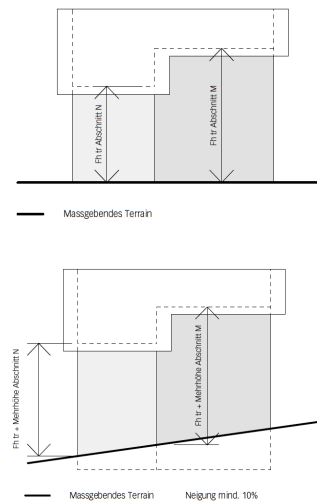 Fh tr Abschnitt N
Fh tr Abschnitt M
Massgebendes Terrain
Fh tr + Mehrhöhe Abschnitt N
Fh tr + Mehrhöhe Abschnitt M
Massgebendes Terrain Neigung mind. 10%